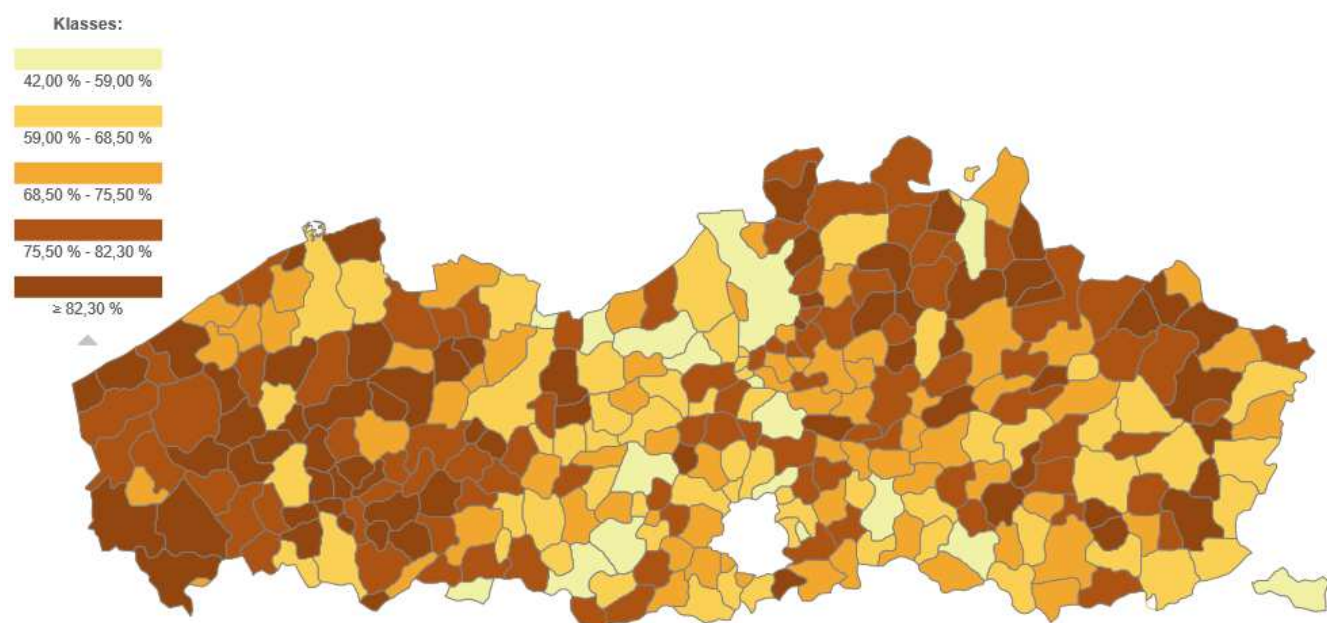 Klasses:
42,00 % - 59,00 %
59,00 % - 68,50 %
68,50 % - 75,50 %
75,50 % - 82,30 %
≥ 82,30 %